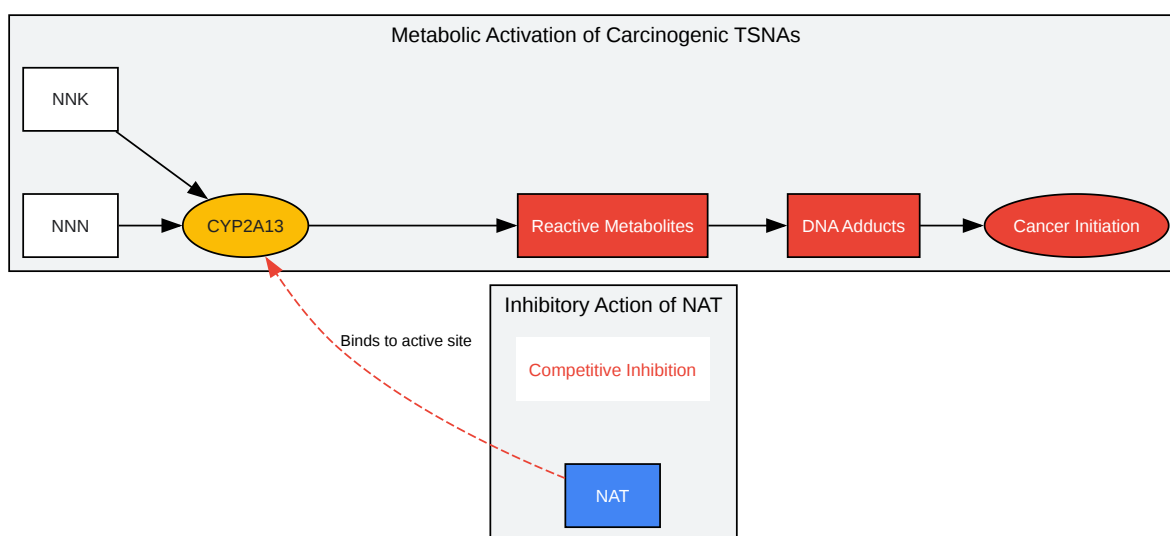 Metabolic Activation of Carcinogenic TSNAs
NNK
NNN
CYP2A13
Reactive Metabolites
DNA Adducts
Cancer Initiation
Inhibitory Action of NAT
Binds to active site
Competitive Inhibition
NAT